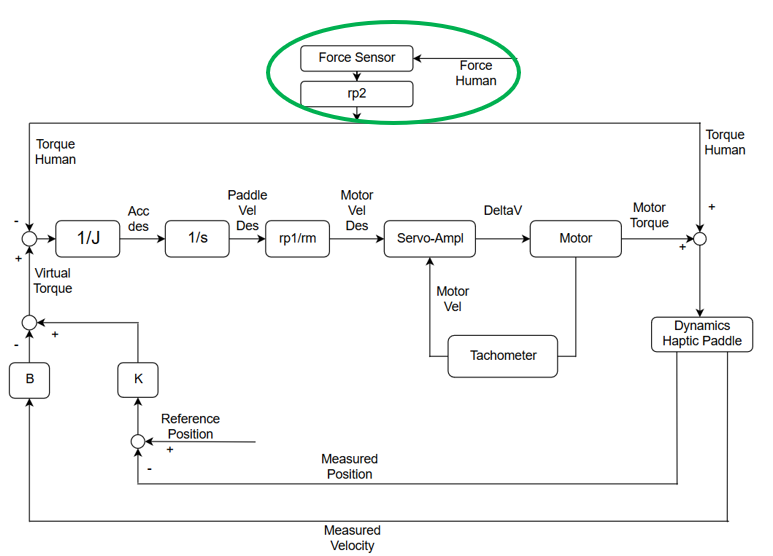 Force Sensor
Force
Human
rp2
Torque
Human
Torque
Human
-
+
Acc
des
Paddle
Vel
Des
Motor
Vel
Des
DeltaV
Motor
Torque
+
1/J
1/s
rp1/rm
Servo-Ampl
Motor
+
Virtual
Torque
Motor
Vel
Dynamics
Haptic Paddle
-
+
Tachometer
B
K
Reference
Position
+
-
Measured
Position
Measured
Velocity